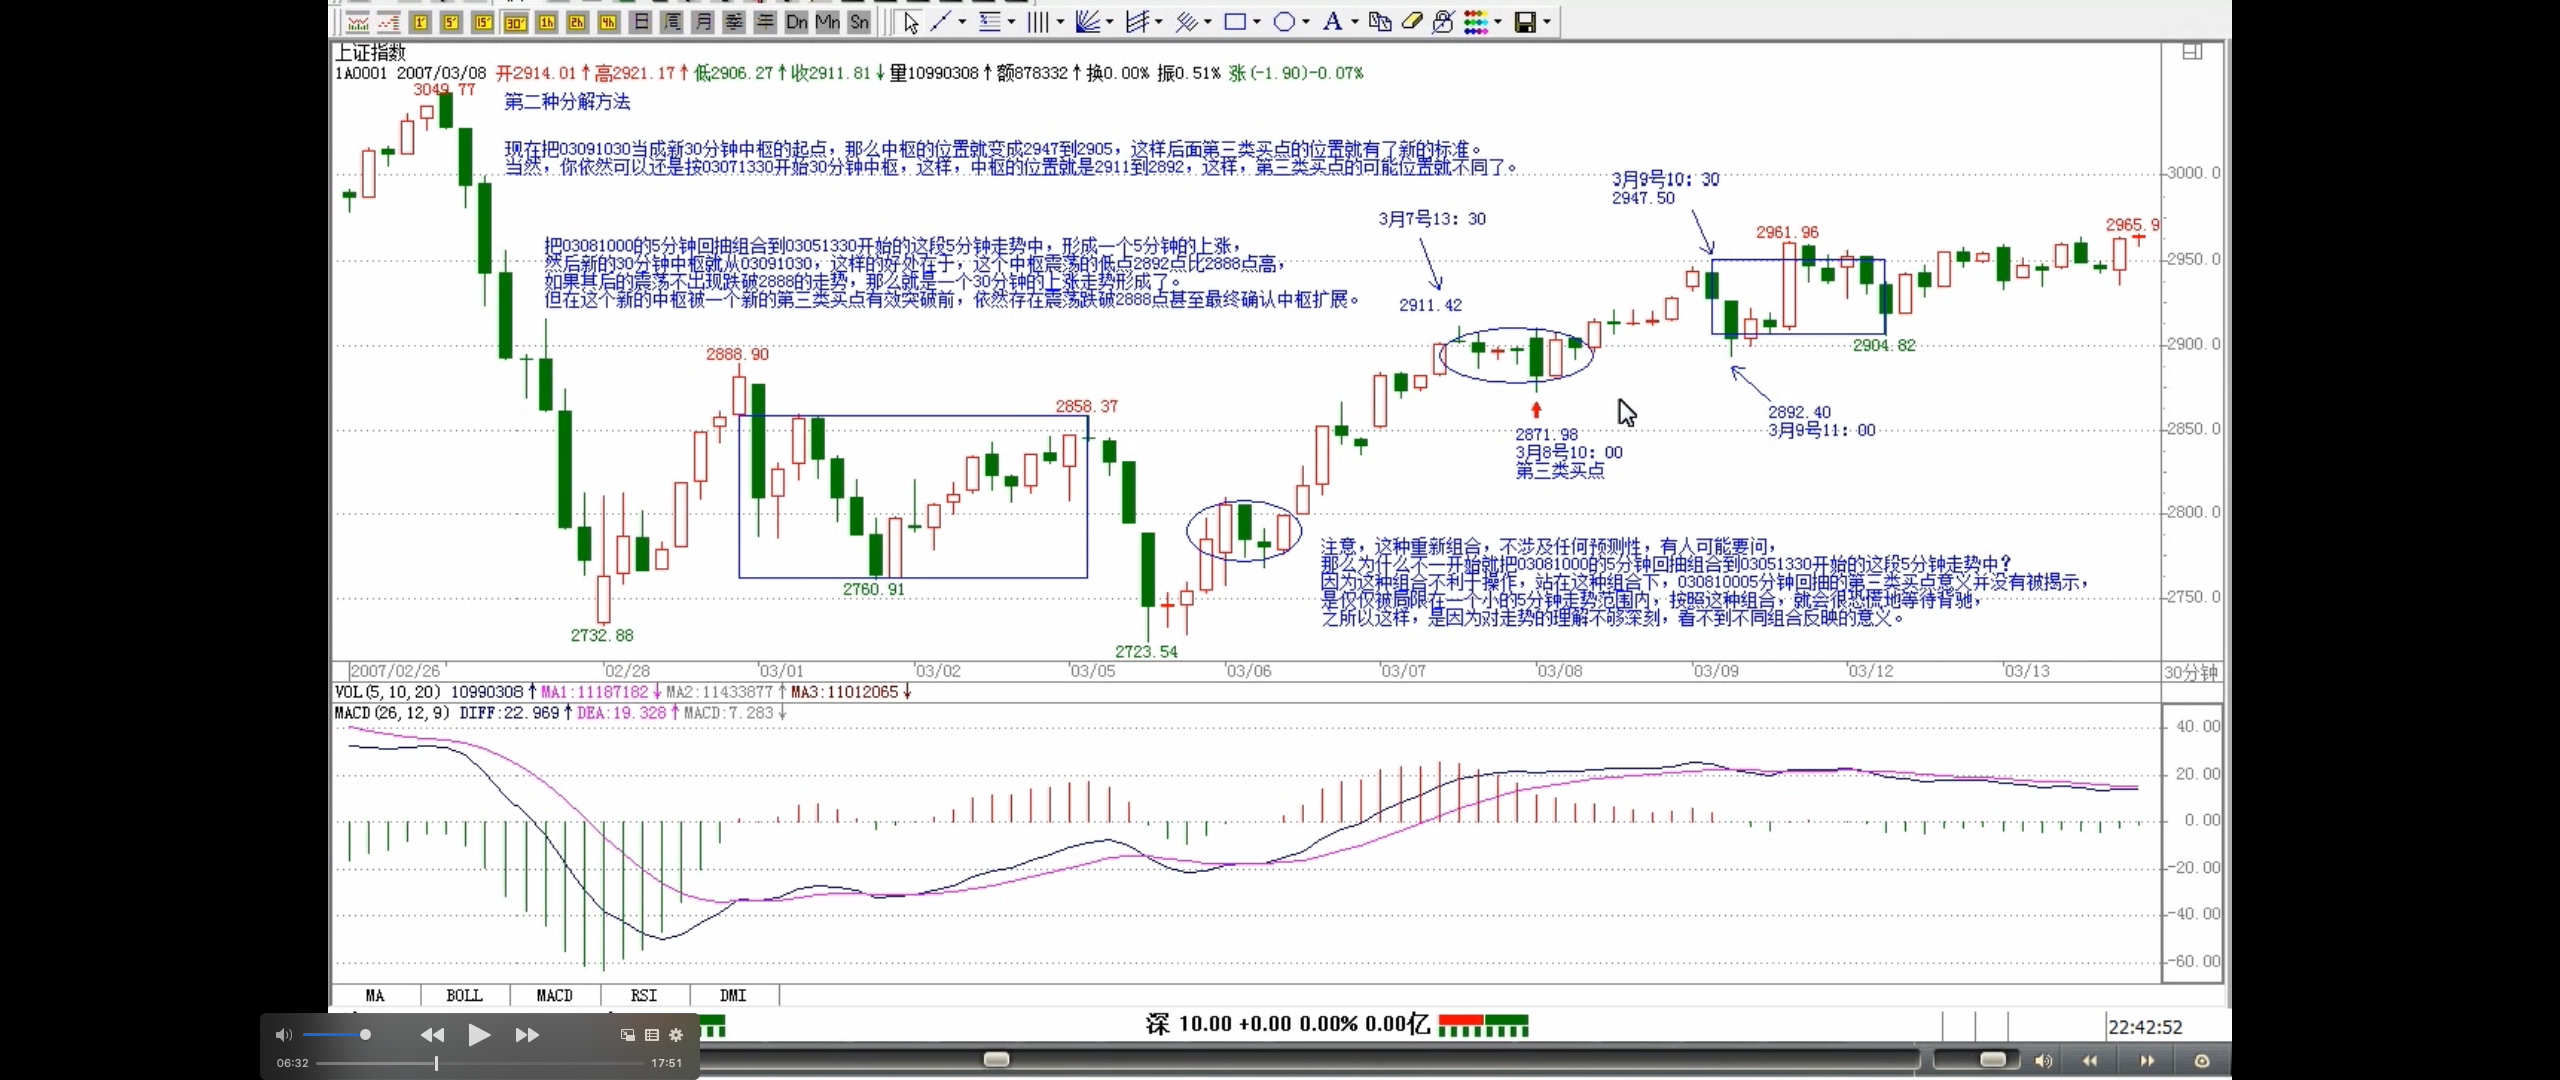 1' 5' 15' 30' 1h 2h 4h 日 周 月 季 年 Dn Mn Sn A
上证指数
1A0001 2007/03/08 开2914.01↑高2921.17↑低2906.27↑收2911.81↓量10990308↑额878332↑换0.00% 振0.51% 涨(-1.90)-0.07%
3049.77
第二种分解方法
现在把03091030当成新30分钟中枢的起点，那么中枢的位置就变成2947到2905，这样后面第三类买点的位置就有了新的标准。
当然，你依然可以还是按03071330开始30分钟中枢，这样，中枢的位置就是2911到2892，这样，第三类买点的可能位置就不同了。
3000.0
3月9号10：30
2947.50
3月7号13：30
2961.96
2965.9
把03081000的5分钟回抽组合到03051330开始的这段5分钟走势中，形成一个5分钟的上涨，
然后新的30分钟中枢就从03091030，这样的好处在于，这个中枢震荡的低点2892点比2888点高，
如果其后的震荡不出现跌破2888的走势，那么就是一个30分钟的上涨走势形成了。
但在这个新的中枢被一个新的第三类买点有效突破前，依然存在震荡跌破2888点甚至最终确认中枢扩展。
2950.0
2911.42
2900.0
2904.82
2888.90
2858.37
2892.40
3月9号11：00
2850.0
2871.98
3月8号10：00
第三类买点
2800.0
注意，这种重新组合，不涉及任何预测性，有人可能要问，
那么为什么不一开始就把03081000的5分钟回抽组合到03051330开始的这段5分钟走势中？
因为这种组合不利于操作，站在这种组合下，030810005分钟回抽的第三类买点意义并没有被揭示，
是仅仅被局限在一个小的5分钟走势范围内，按照这种组合，就会很恐慌地等待背驰，
之所以这样，是因为对走势的理解不够深刻，看不到不同组合反映的意义。
2760.91
2750.0
2732.88
2723.54
2007/02/26 02/28 03/01 03/02 03/05 03/06 03/07 03/08 03/09 03/12 03/13 30分钟
VOL(5,10,20) 10990308↑MA1:11187182↓MA2:11433877↑MA3:11012065↓
MACD(26,12,9) DIFF:22.969↑DEA:19.328↑MACD:7.283↓
40.00
20.00
0.00
-20.00
-40.00
-60.00
MA BOLL MACD RSI DMI
深 10.00 +0.00 0.00% 0.00亿
22:42:52
06:32 17:51